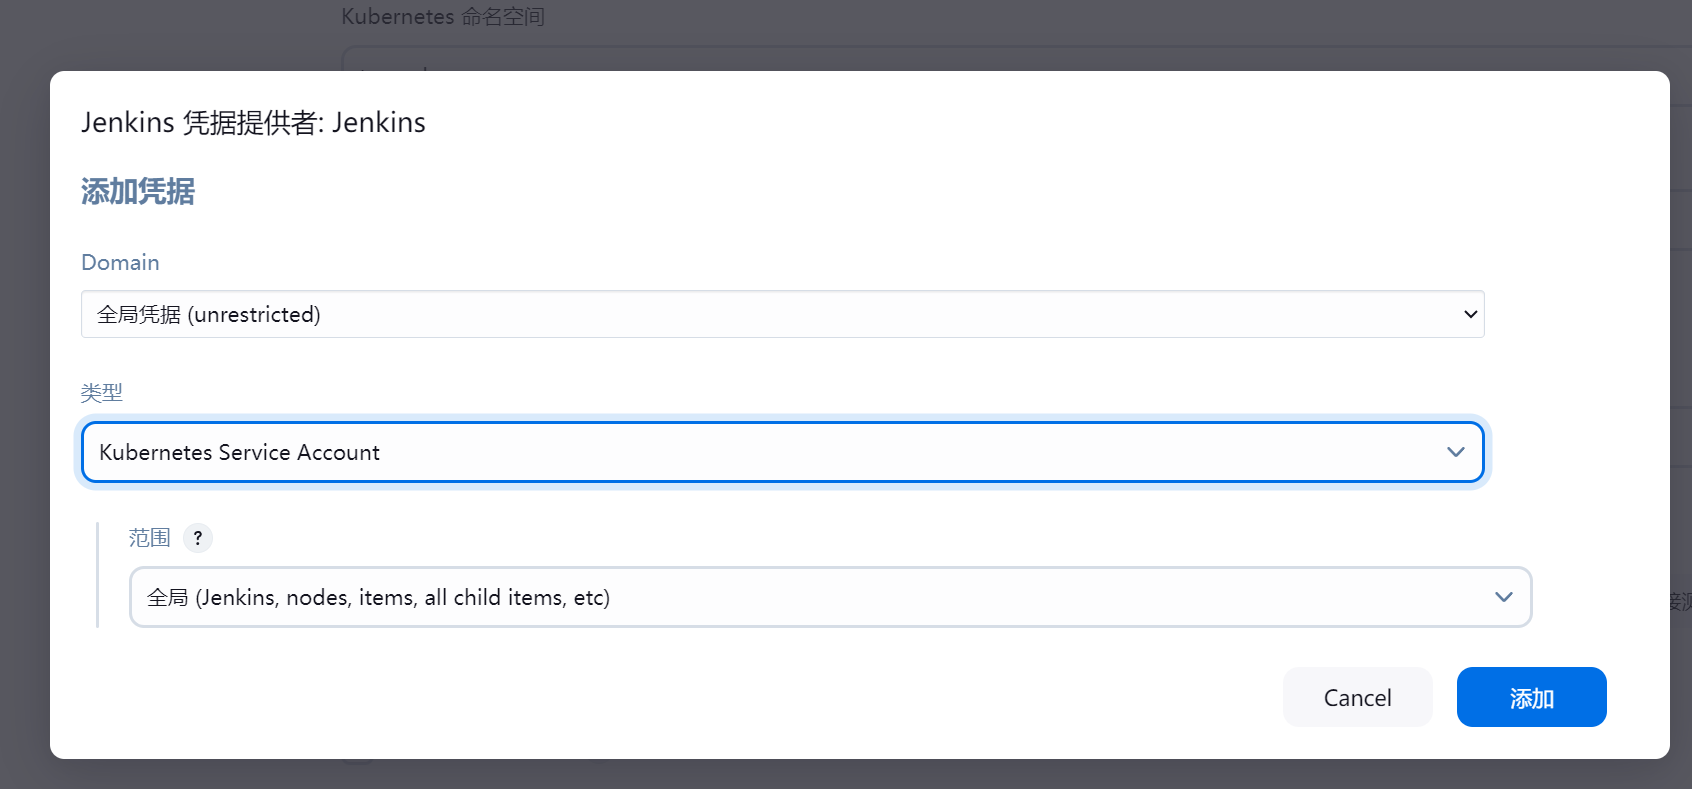 Kubernetes 命名空间
Jenkins 凭据提供者: Jenkins
添加凭据
Domain
全局凭据 (unrestricted)
类型
Kubernetes Service Account
范围 ?
全局 (Jenkins, nodes, items, all child items, etc)
Cancel
添加